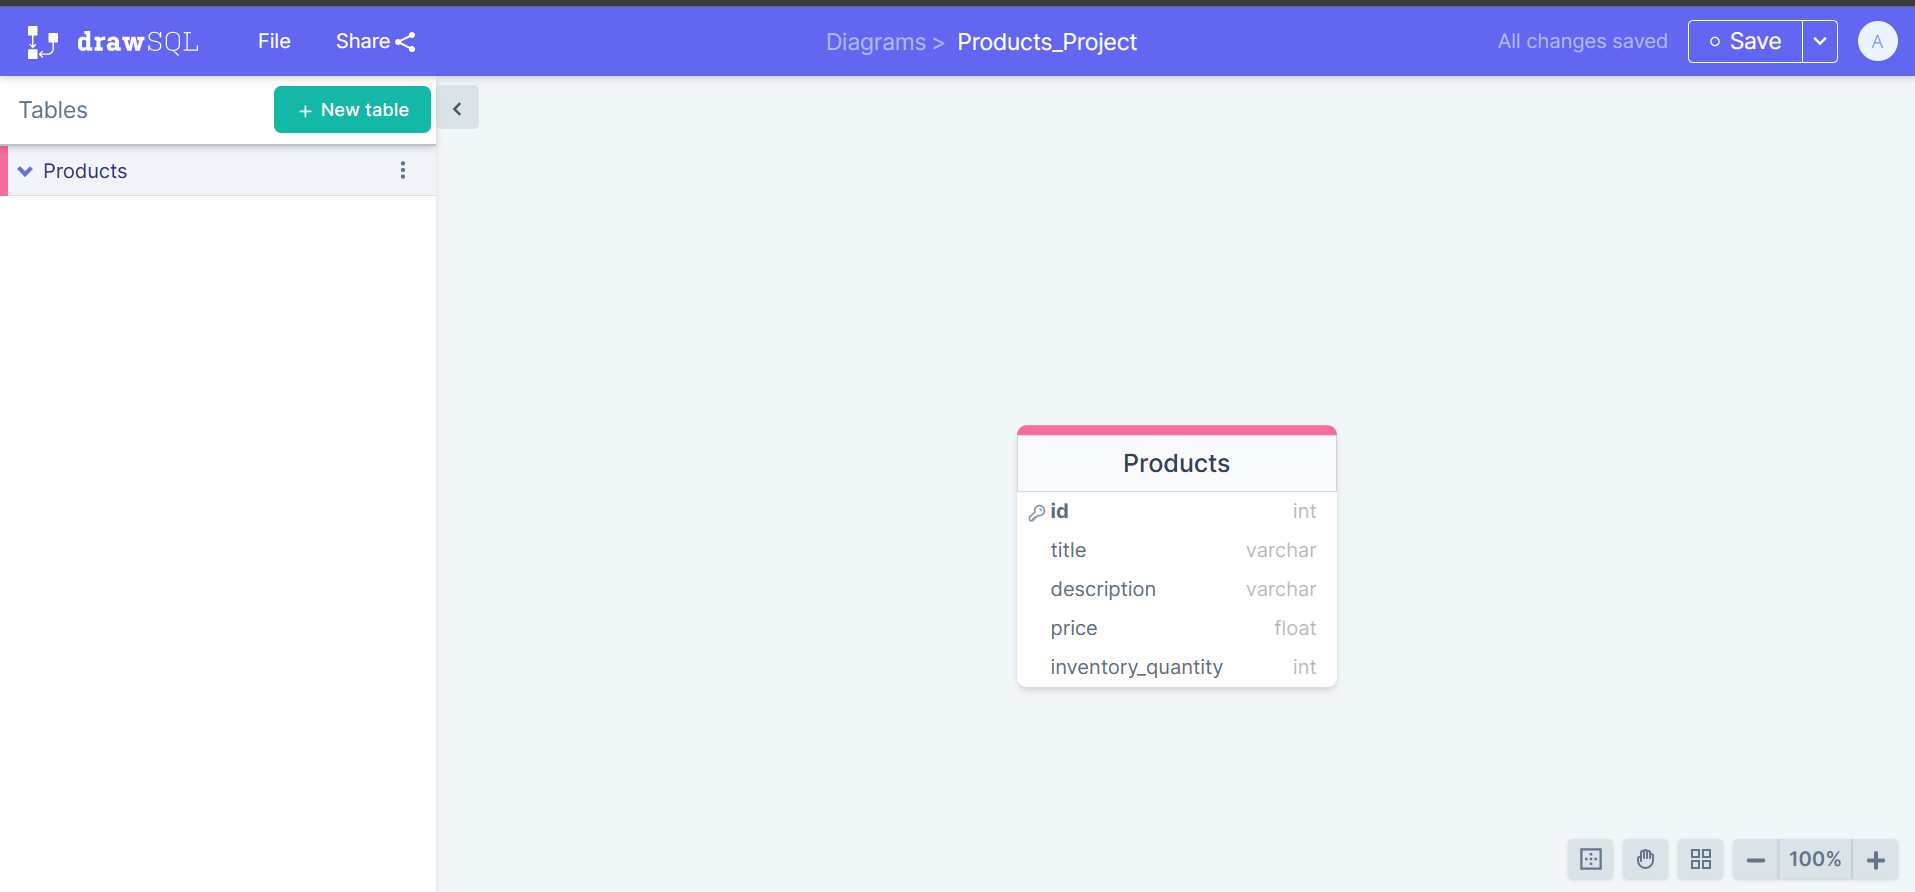 drawSQL File Share Diagrams > Products_Project All changes saved Save A
Tables + New table
Products
Products
id int
title varchar
description varchar
price float
inventory_quantity int
100%